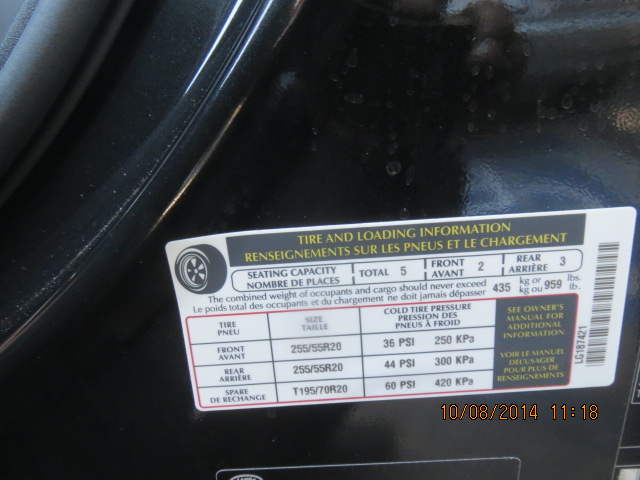 TIRE AND LOADING INFORMATION
RENSEIGNEMENTS SUR LES PNEUS ET LE CHARGEMENT
SEATING CAPACITY
NOMBRE DE PLACES
TOTAL 5
FRONT
AVANT 2
REAR
ARRIÈRE 3
The combined weight of occupants and cargo should never exceed
Le poids total des occupants et du chargement ne doit jamais dépasser
435 kg or
kg ou 959 lbs.
lb.
TIRE
PNEU
SIZE
TAILLE
COLD TIRE PRESSURE
PRESSION DES
PNEUS À FROID
FRONT
AVANT
255/55R20
36 PSI 250 KPa
REAR
ARRIÈRE
255/55R20
44 PSI 300 KPa
SPARE
DE RECHANGE
T195/70R20
60 PSI 420 KPa
SEE OWNER'S
MANUAL FOR
ADDITIONAL
INFORMATION
VOIR LE MANUEL
DE L'USAGER
POUR PLUS DE
RENSEIGNEMENTS
LG187421
10/08/2014 11:18